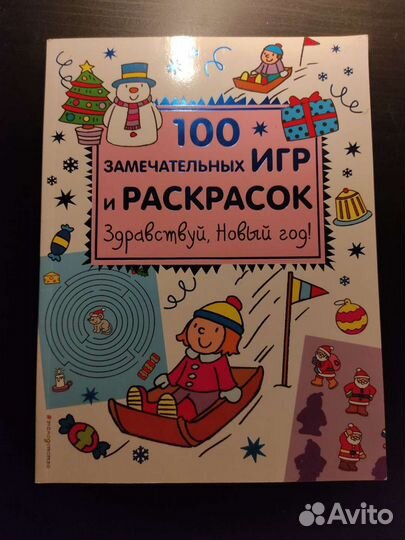 100
ЗАМЕЧАТЕЛЬНЫХ ИГР
и РАСКРАСОК
Здравствуй, Новый год!
Avito